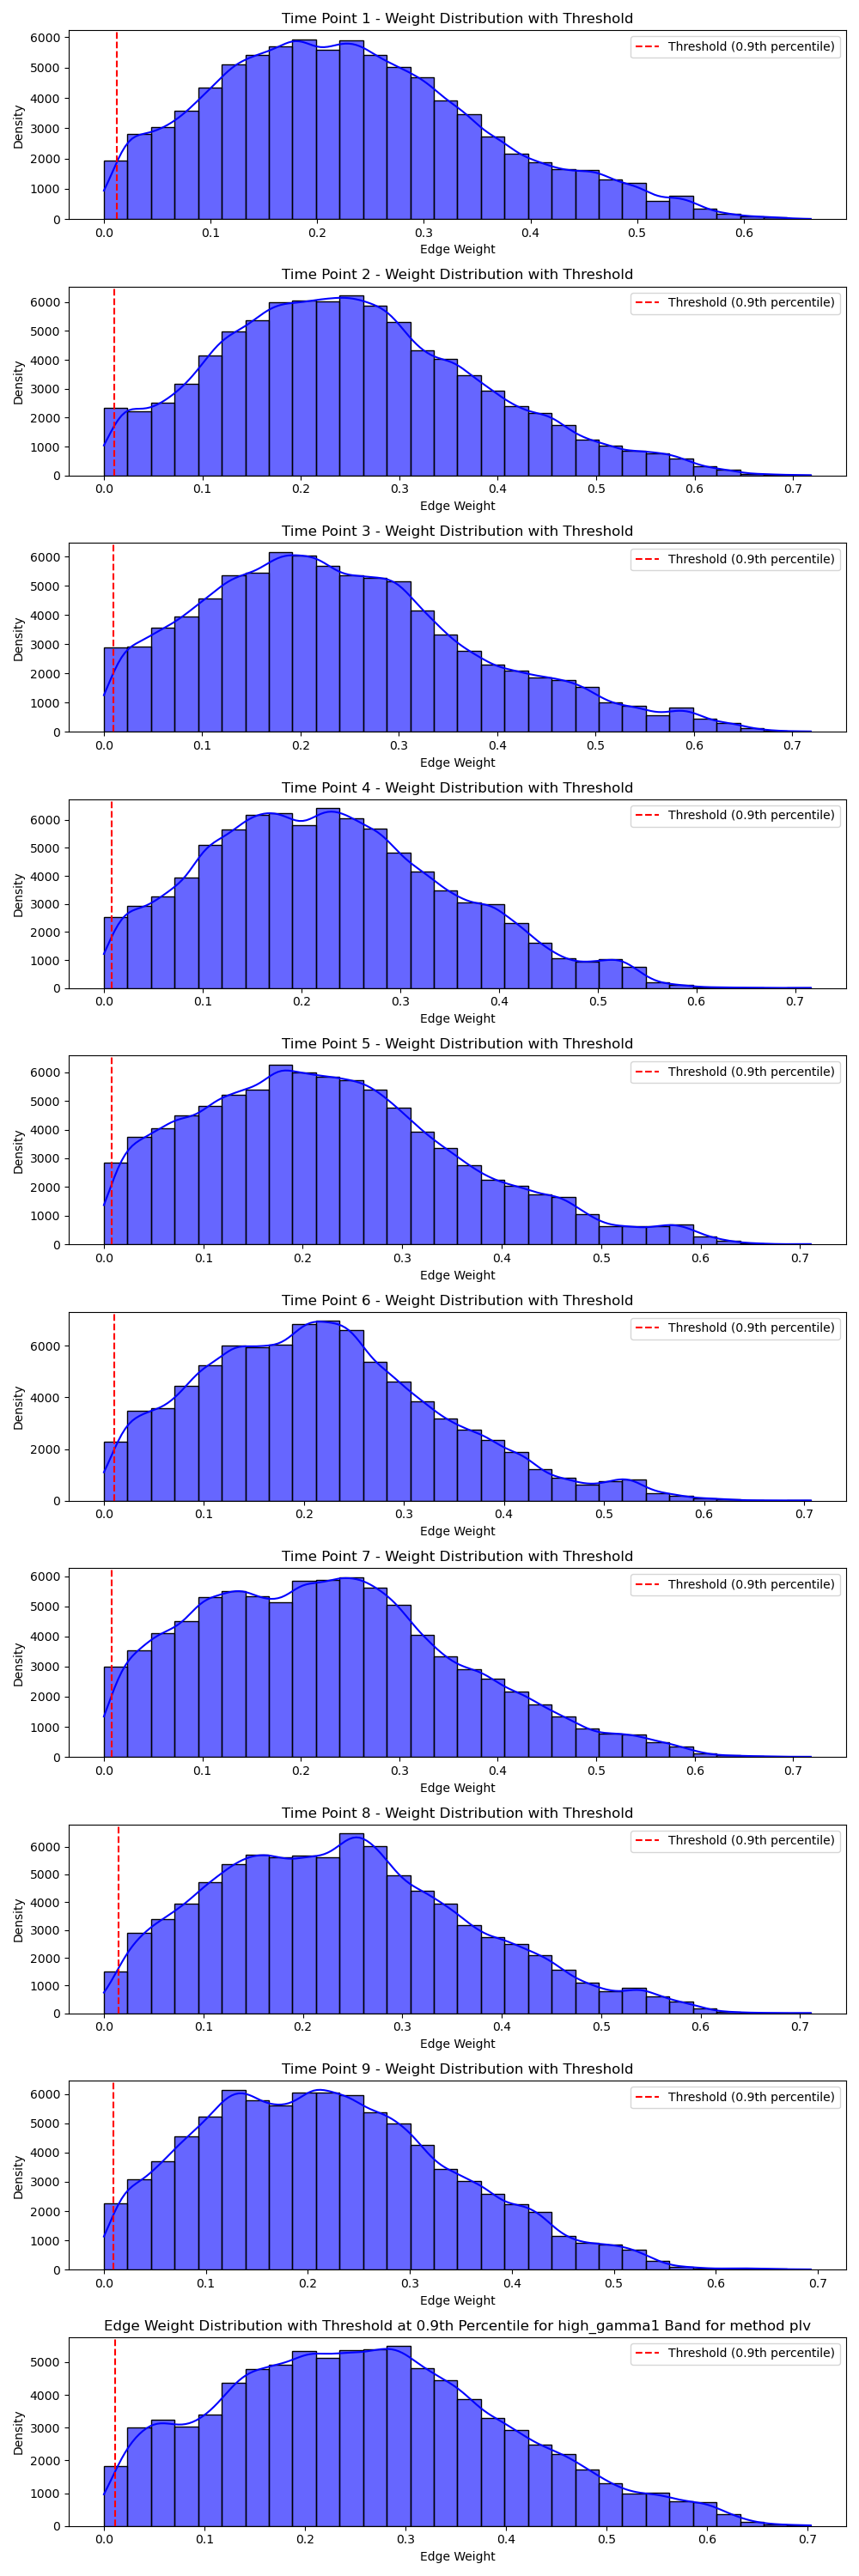 Time Point 1 - Weight Distribution with Threshold
Threshold (0.9th percentile)
Density
6000
5000
4000
3000
2000
1000
0
0.0 0.1 0.2 0.3 0.4 0.5 0.6
Edge Weight
Time Point 2 - Weight Distribution with Threshold
Threshold (0.9th percentile)
Density
6000
5000
4000
3000
2000
1000
0
0.0 0.1 0.2 0.3 0.4 0.5 0.6 0.7
Edge Weight
Time Point 3 - Weight Distribution with Threshold
Threshold (0.9th percentile)
Density
6000
5000
4000
3000
2000
1000
0
0.0 0.1 0.2 0.3 0.4 0.5 0.6 0.7
Edge Weight
Time Point 4 - Weight Distribution with Threshold
Threshold (0.9th percentile)
Density
6000
5000
4000
3000
2000
1000
0
0.0 0.1 0.2 0.3 0.4 0.5 0.6 0.7
Edge Weight
Time Point 5 - Weight Distribution with Threshold
Threshold (0.9th percentile)
Density
6000
5000
4000
3000
2000
1000
0
0.0 0.1 0.2 0.3 0.4 0.5 0.6 0.7
Edge Weight
Time Point 6 - Weight Distribution with Threshold
Threshold (0.9th percentile)
Density
6000
4000
2000
0
0.0 0.1 0.2 0.3 0.4 0.5 0.6 0.7
Edge Weight
Time Point 7 - Weight Distribution with Threshold
Threshold (0.9th percentile)
Density
6000
5000
4000
3000
2000
1000
0
0.0 0.1 0.2 0.3 0.4 0.5 0.6 0.7
Edge Weight
Time Point 8 - Weight Distribution with Threshold
Threshold (0.9th percentile)
Density
6000
5000
4000
3000
2000
1000
0
0.0 0.1 0.2 0.3 0.4 0.5 0.6 0.7
Edge Weight
Time Point 9 - Weight Distribution with Threshold
Threshold (0.9th percentile)
Density
6000
5000
4000
3000
2000
1000
0
0.0 0.1 0.2 0.3 0.4 0.5 0.6 0.7
Edge Weight
Edge Weight Distribution with Threshold at 0.9th Percentile for high_gamma1 Band for method plv
Threshold (0.9th percentile)
Density
5000
4000
3000
2000
1000
0
0.0 0.1 0.2 0.3 0.4 0.5 0.6 0.7
Edge Weight